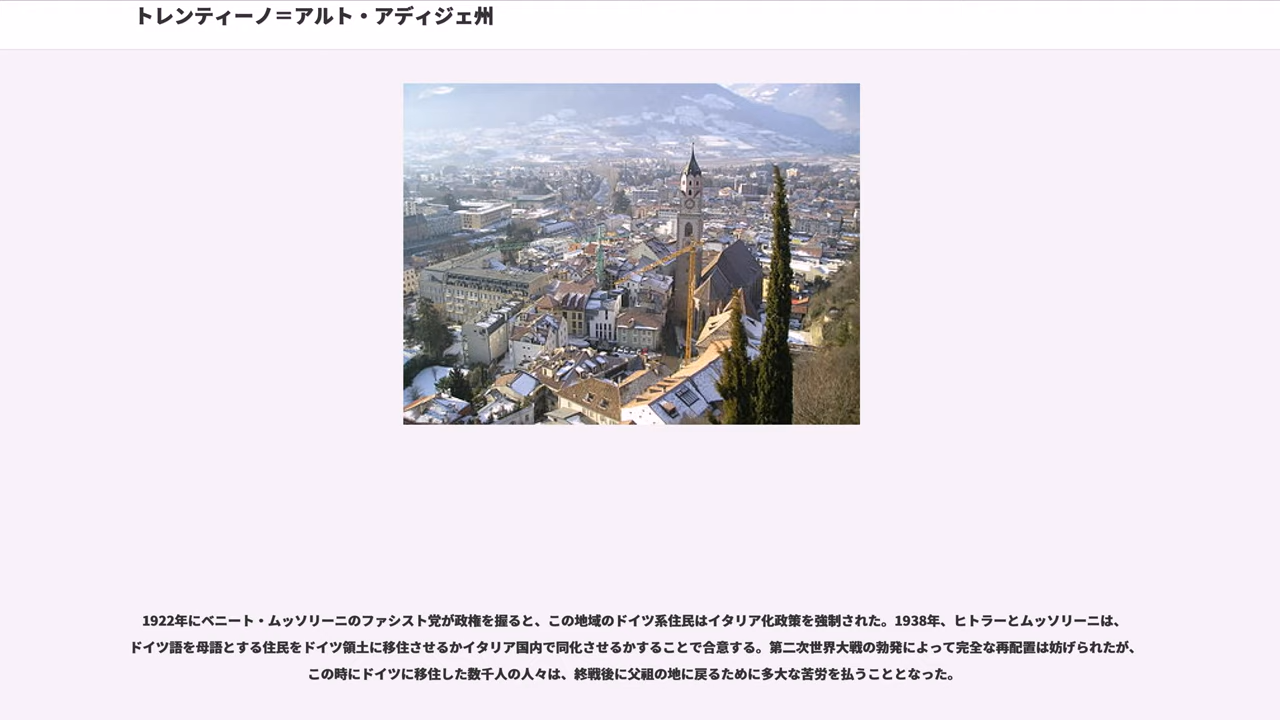 トレンティーノ＝アルト・アディジェ州
1922年にベニート・ムッソリーニのファシスト党が政権を握ると、この地域のドイツ系住民はイタリア化政策を強制された。1938年、ヒトラーとムッソリーニは、
ドイツ語を母語とする住民をドイツ領土に移住させるかイタリア国内で同化させるかすることで合意する。第二次世界大戦の勃発によって完全な再配置は妨げられたが、
この時にドイツに移住した数千人の人々は、終戦後に父祖の地に戻るために多大な苦労を払うこととなった。